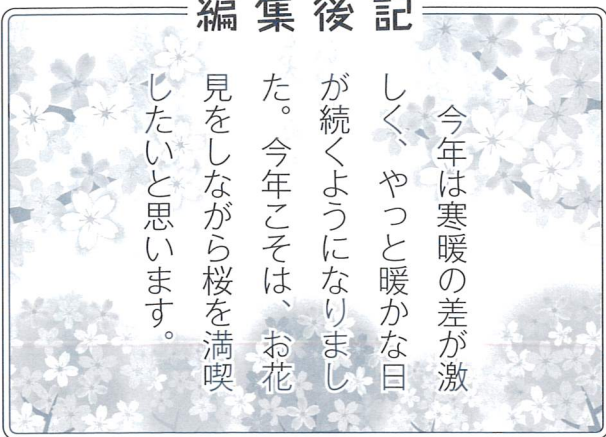 編集後記
今年は寒暖の差が激
しく、やっと暖かな日
が続くようになりまし
た。今年こそは、お花
見をしながら桜を満喫
したいと思います。